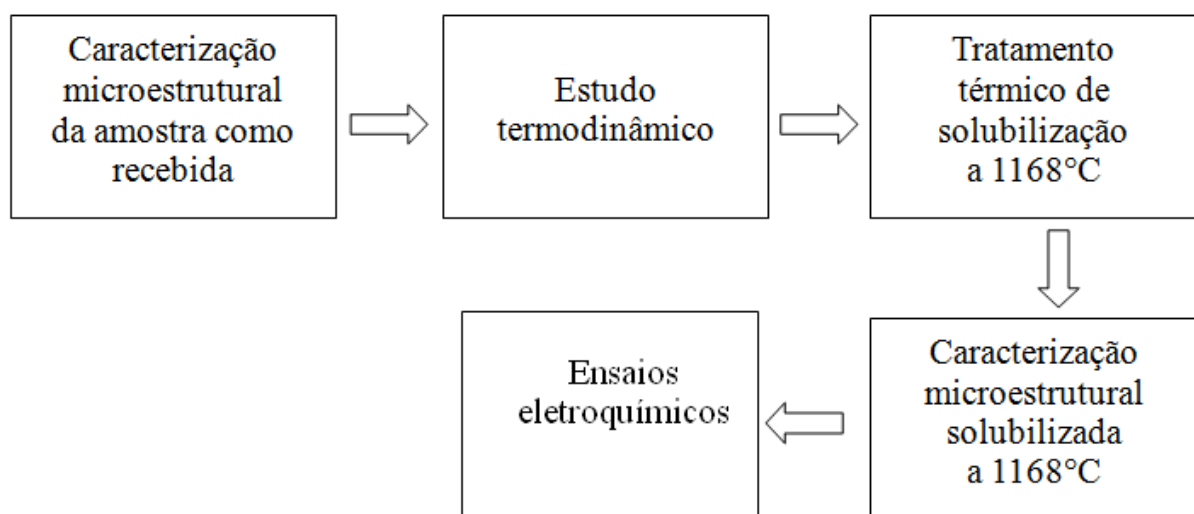 Caracterização
microestrutural
da amostra como
recebida
Estudo
termodinâmico
Tratamento
térmico de
solubilização
a 1168°C
Caracterização
microestrutural
solubilizada
a 1168°C
Ensaios
eletroquímicos